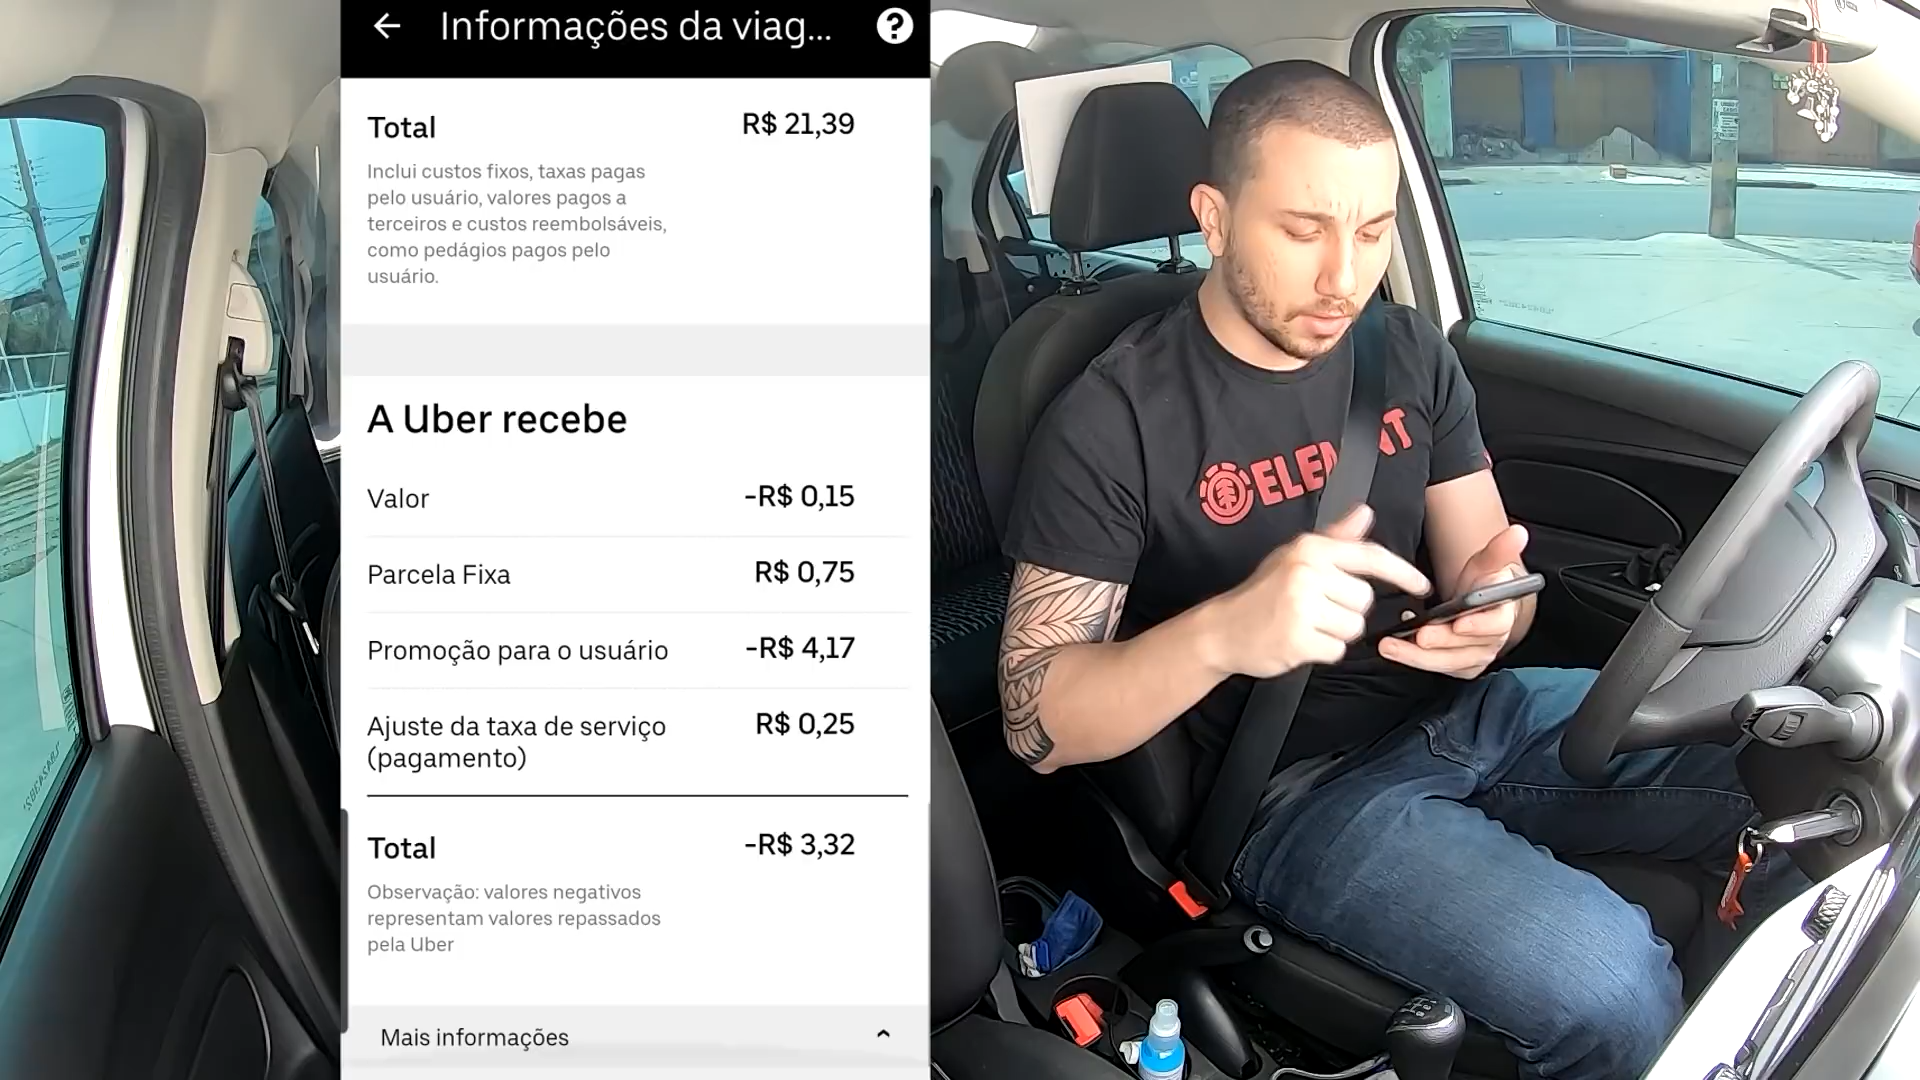 Informações da viag...
?
Total R$ 21,39
Inclui custos fixos, taxas pagas
pelo usuário, valores pagos a
terceiros e custos reembolsáveis,
como pedágios pagos pelo
usuário.
A Uber recebe
Valor -R$ 0,15
Parcela Fixa R$ 0,75
Promoção para o usuário -R$ 4,17
Ajuste da taxa de serviço R$ 0,25
(pagamento)
Total -R$ 3,32
Observação: valores negativos
representam valores repassados
pela Uber
Mais informações